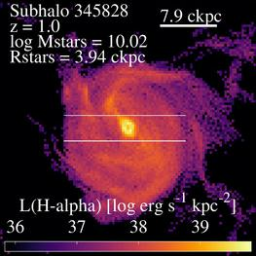 Subhalo 345828
z = 1.0
log Mstars = 10.02
Rstars = 3.94 ckpc
7.9 ckpc
L(H-alpha) [log erg s⁻¹ kpc⁻²]
36 37 38 39